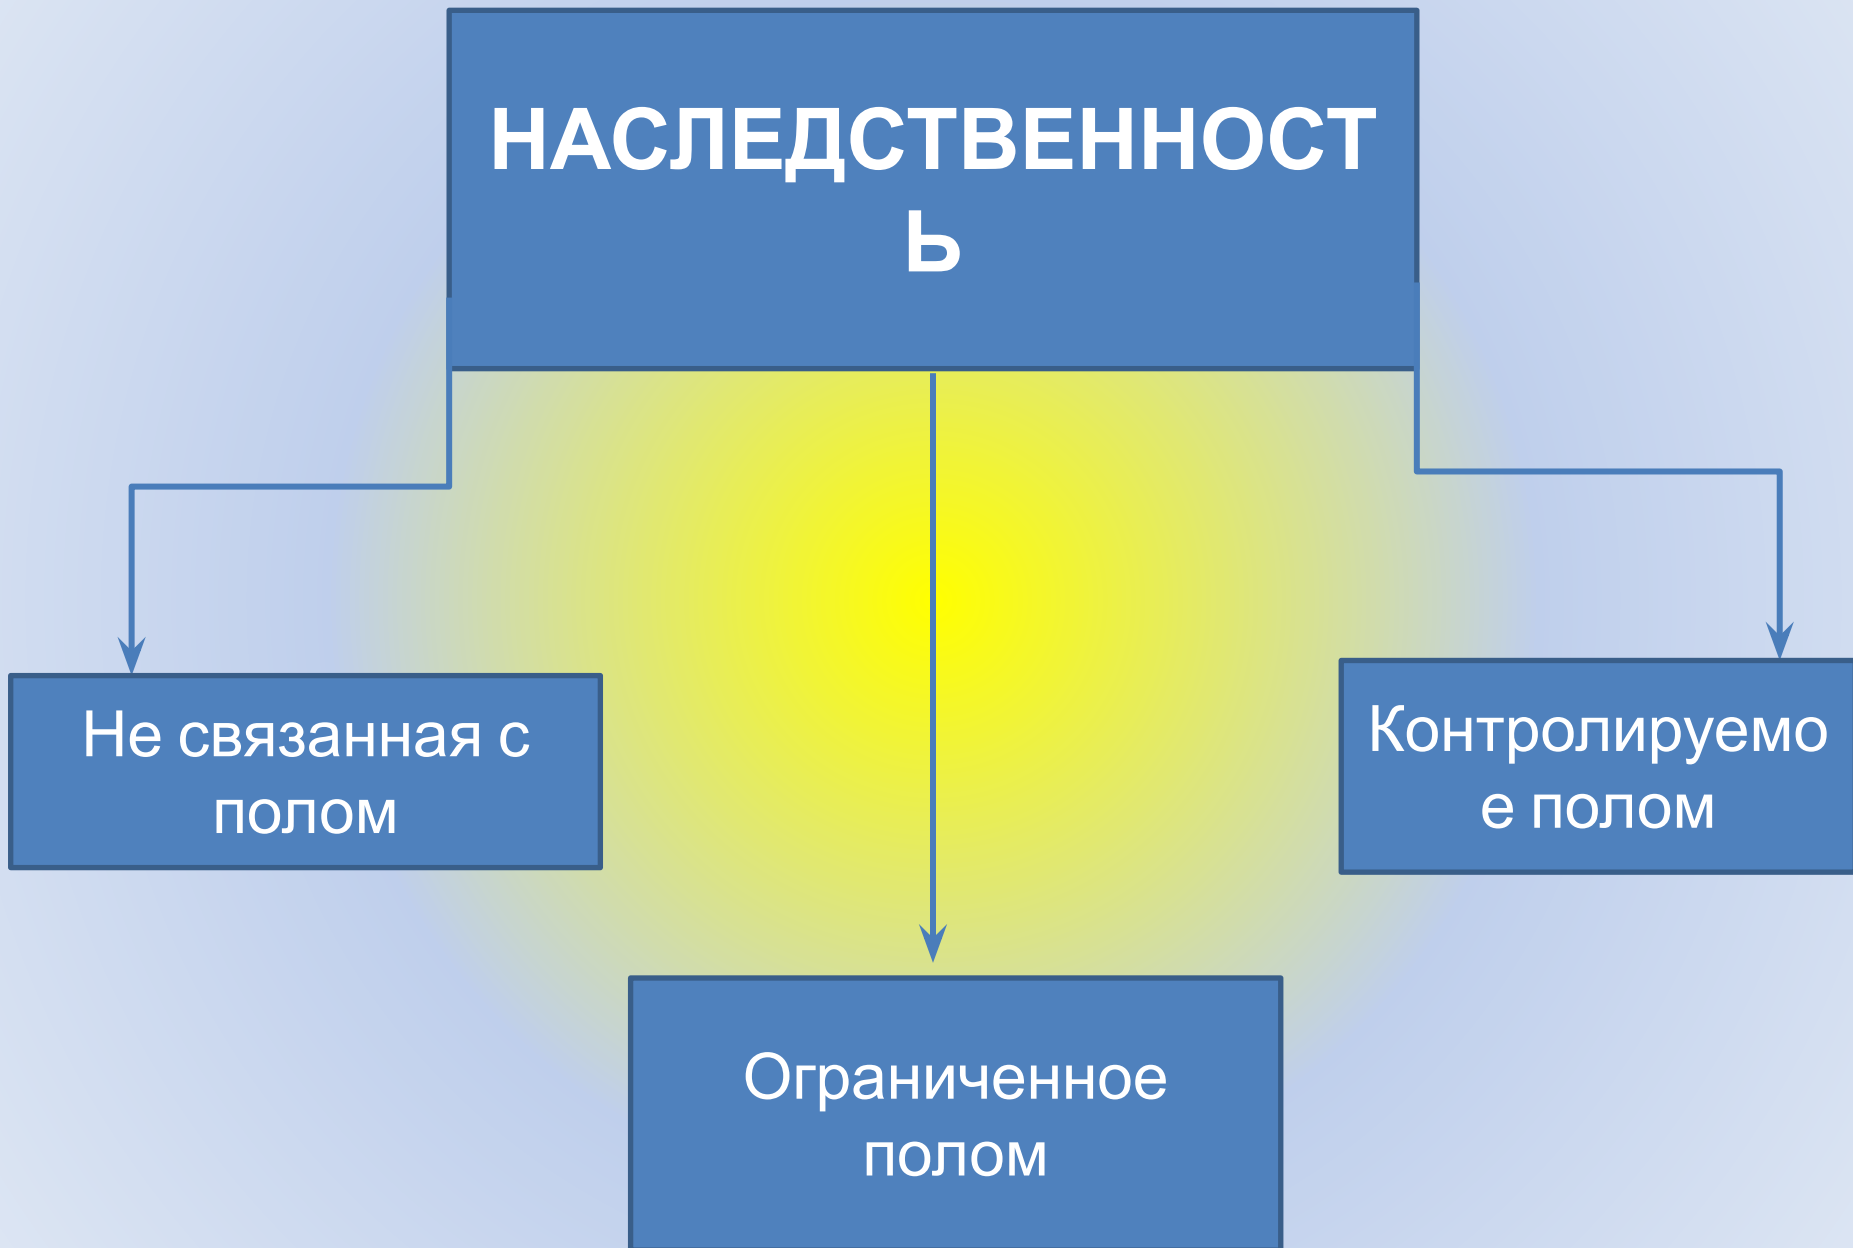 НАСЛЕДСТВЕННОСТ
Ь
Не связанная с
полом
Контролируемо
е полом
Ограниченное
полом